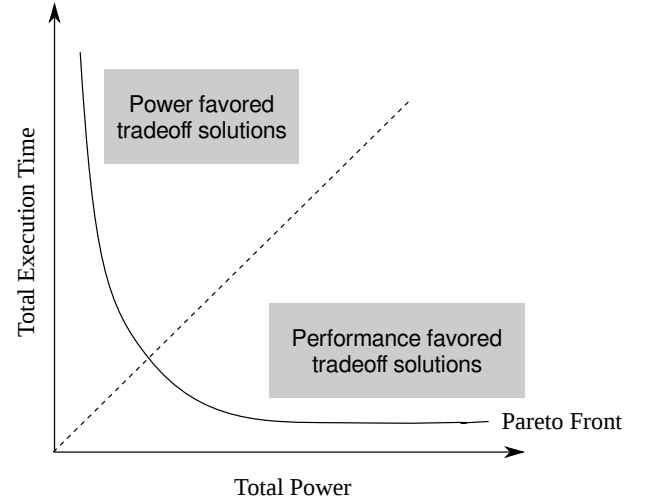 Power favored
tradeoff solutions
Total Execution Time
Performance favored
tradeoff solutions
Pareto Front
Total Power